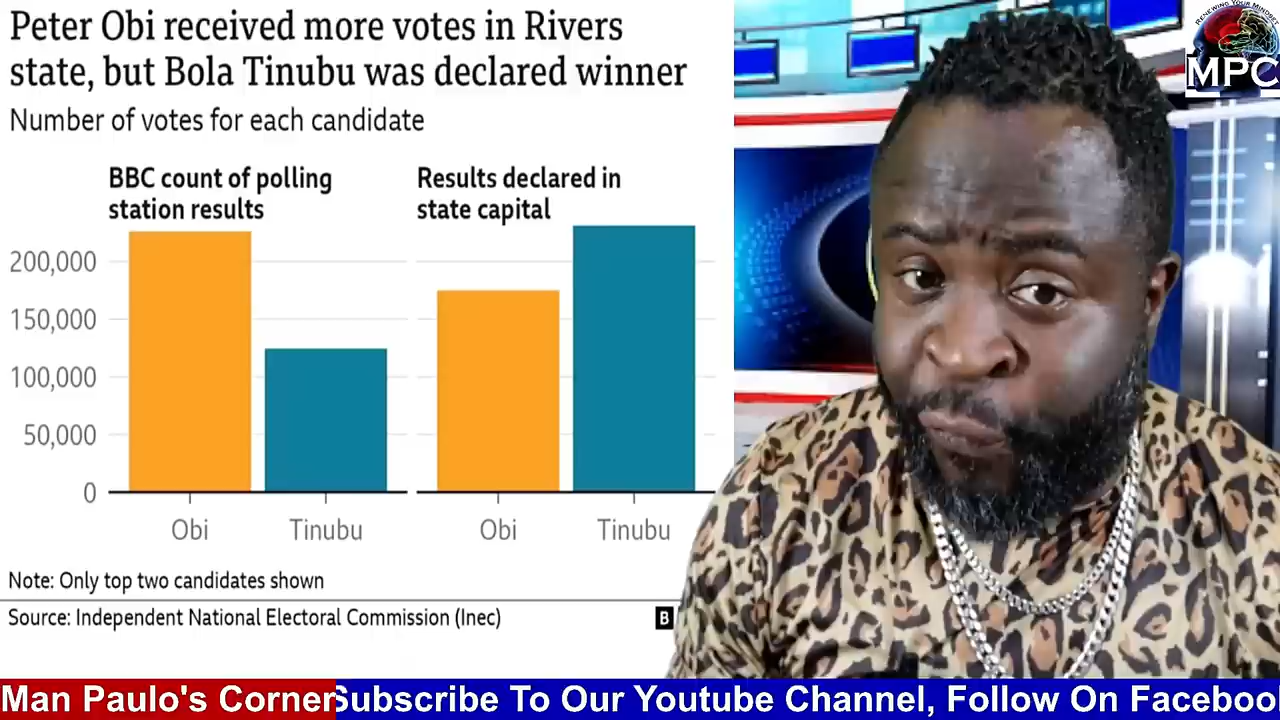 Peter Obi received more votes in Rivers
state, but Bola Tinubu was declared winner
Number of votes for each candidate
BBC count of polling
station results
Results declared in
state capital
200,000
150,000
100,000
50,000
0
Obi
Tinubu
Obi
Tinubu
Note: Only top two candidates shown
Source: Independent National Electoral Commission (Inec)
B
RENEWING YOUR MINDSET
MPC
Man Paulo's Corner
Subscribe To Our Youtube Channel, Follow On Faceboo